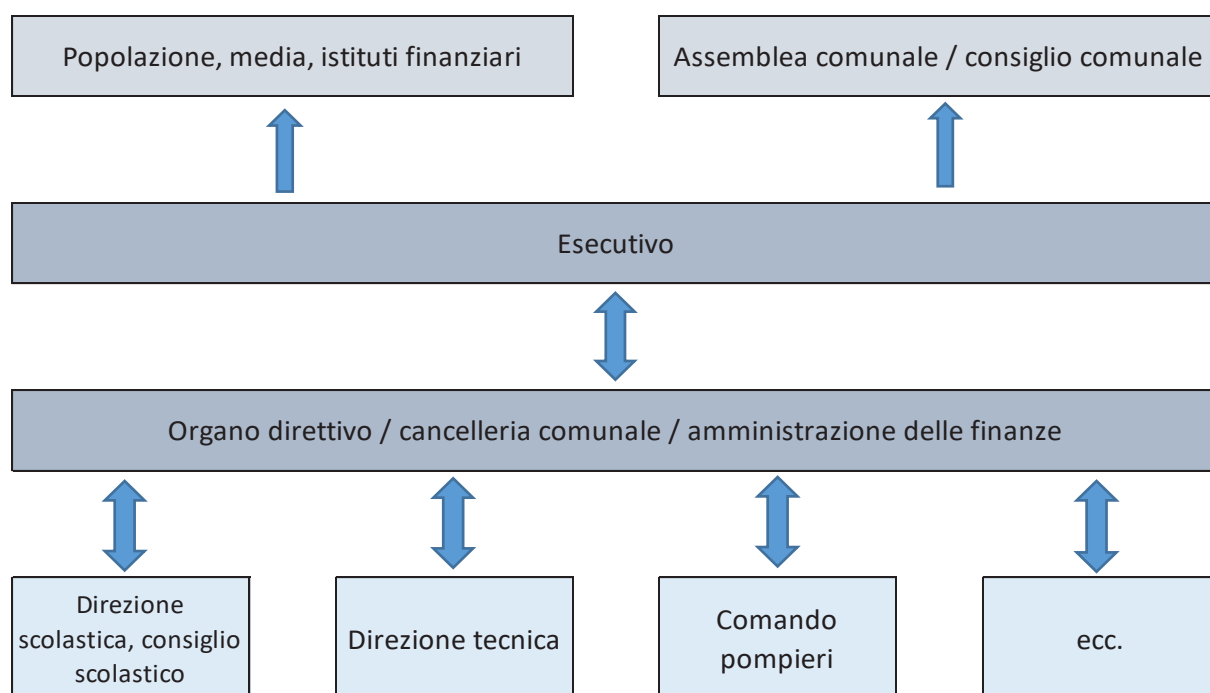 Popolazione, media, istituti finanziari
Assemblea comunale / consiglio comunale
Esecutivo
Organo direttivo / cancelleria comunale / amministrazione delle finanze
Direzione
scolastica, consiglio
scolastico
Direzione tecnica
Comando
pompieri
ecc.